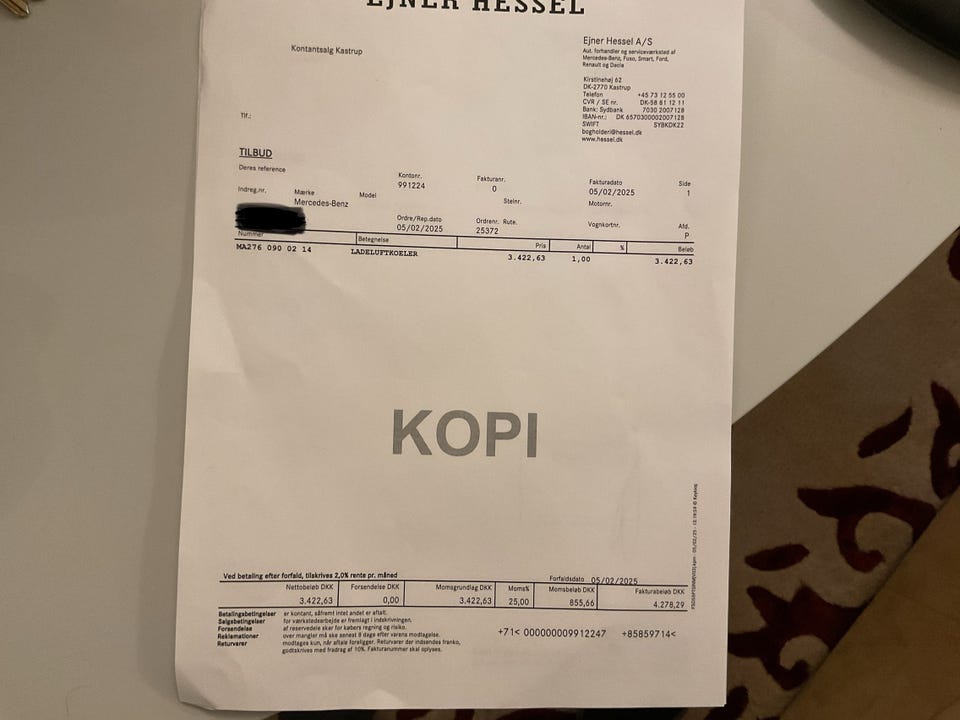 EJNER HESSEL
Kontantsalg Kastrup
Ejner Hessel A/S
Aut. forhandler og serviceværksted af
Mercedes-Benz, Fuso, Smart, Ford,
Renault og Dacia
Kirstinehøj 62
DK-2770 Kastrup
Telefon +45 73 12 55 00
CVR / SE nr. DK-58 81 12 11
Bank: Sydbank 7030 2007128
IBAN-nr.: DK 6570300002007128
SWIFT SYBKDK22
bogholderi@hessel.dk
www.hessel.dk
Tlf.:
TILBUD
Deres reference
Kontonr. Fakturanr. Fakturadato Side
991224 0 05/02/2025 1
Indreg.nr. Mærke Model Stelnr. Motornr.
Mercedes-Benz
Ordre/Rep.dato Ordrenr. Rute. Vognkortnr. Afd.
05/02/2025 25372 P
Nummer Betegnelse Pris Antal % Beløb
MA276 090 02 14 LADELUFTKOELER 3.422,63 1,00 3.422,63
KOPI
Ved betaling efter forfald, tilskrives 2,0% rente pr. måned
Forfaldsdato 05/02/2025
Nettobeløb DKK Forsendelse DKK Momsgrundlag DKK Moms% Momsbeløb DKK Fakturabeløb DKK
3.422,63 0,00 3.422,63 25,00 855,66 4.278,29
Betalingsbetingelser er kontant, såfremt intet andet er aftalt.
Salgsbetingelser for værkstedsarbejde er fremlagt i indskrivningen.
Forsendelse af reservedele sker for købers regning og risiko.
Reklamationer over mangler må ske senest 8 dage efter varens modtagelse.
Returvarer modtages kun, når aftale foreligger. Returvarer der indsendes franko,
godtskrives med fradrag af 10%. Fakturanummer skal oplyses.
+71< 000000009912247 +85859714<